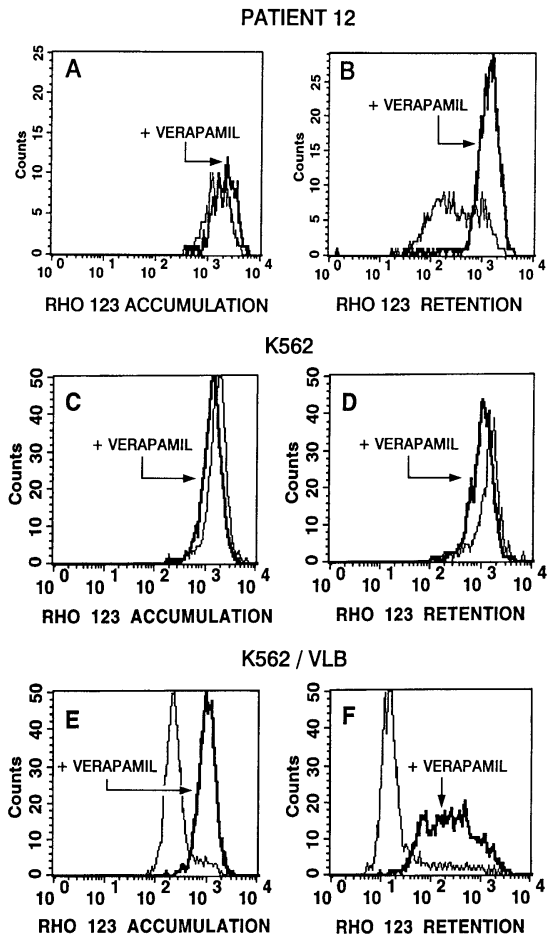 PATIENT 12
A
B
+ VERAPAMIL
+ VERAPAMIL
Counts
Counts
0 5 10 15 20 25
0 5 10 15 20 25
10^0 10^1 10^2 10^3 10^4
10^0 10^1 10^2 10^3 10^4
RHO 123 ACCUMULATION
RHO 123 RETENTION
K562
C
D
+ VERAPAMIL
+ VERAPAMIL
Counts
Counts
0 10 20 30 40 50
0 10 20 30 40 50
10^0 10^1 10^2 10^3 10^4
10^0 10^1 10^2 10^3 10^4
RHO 123 ACCUMULATION
RHO 123 RETENTION
K562 / VLB
E
F
+ VERAPAMIL
+ VERAPAMIL
Counts
Counts
0 10 20 30 40 50
0 10 20 30 40 50
10^0 10^1 10^2 10^3 10^4
10^0 10^1 10^2 10^3 10^4
RHO 123 ACCUMULATION
RHO 123 RETENTION